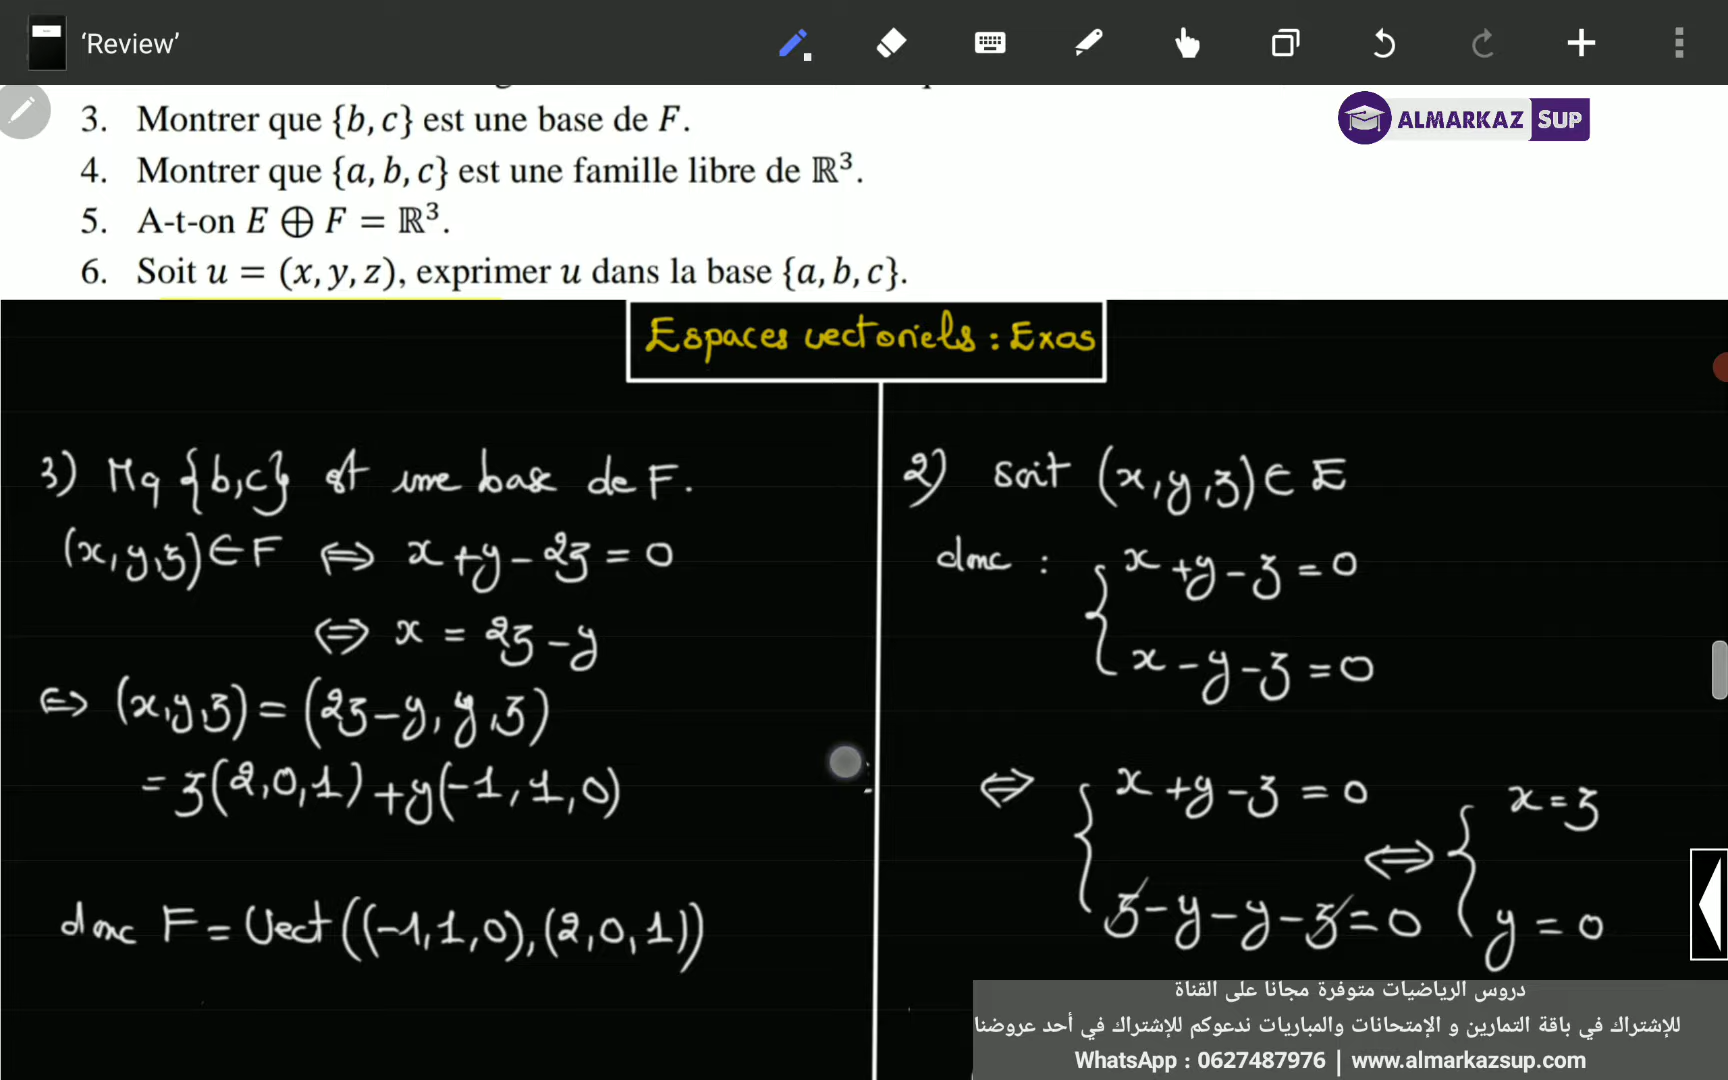 ‘Review’
3. Montrer que {b, c} est une base de F.
ALMARKAZ SUP
4. Montrer que {a, b, c} est une famille libre de ℝ³.
5. A-t-on E ⊕ F = ℝ³.
6. Soit u = (x, y, z), exprimer u dans la base {a, b, c}.
Espaces vectoriels : Exos
3) Mq {b,c} est une base de F.
(x,y,z) ∈ F ⟺ x + y - 2z = 0
⟺ x = 2z - y
⟺ (x,y,z) = (2z - y, y, z)
= z(2,0,1) + y(-1,1,0)
donc F = Vect((-1,1,0),(2,0,1))
2) soit (x,y,z) ∈ E
donc : { x + y - z = 0
x - y - z = 0
⟺ { x + y - z = 0 ⟺ { x = z
z - y - y - z = 0 y = 0
دروس الرياضيات متوفرة مجانا على القناة
للإشتراك في باقة التمارين و الإمتحانات والمباريات ندعوكم للإشتراك في أحد عروضنا
WhatsApp : 0627487976 | www.almarkazsup.com